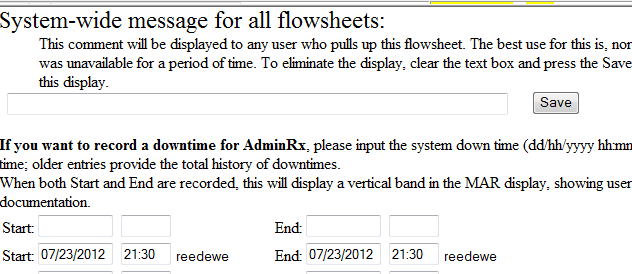 System-wide message for all flowsheets:
This comment will be displayed to any user who pulls up this flowsheet. The best use for this is, nor
was unavailable for a period of time. To eliminate the display, clear the text box and press the Save
this display.
Save
If you want to record a downtime for AdminRx, please input the system down time (dd/hh/yyyy hh:mn
time; older entries provide the total history of downtimes.
When both Start and End are recorded, this will display a vertical band in the MAR display, showing user
documentation.
Start: End:
Start: 07/23/2012 21:30 reedewe End: 07/23/2012 21:30 reedewe